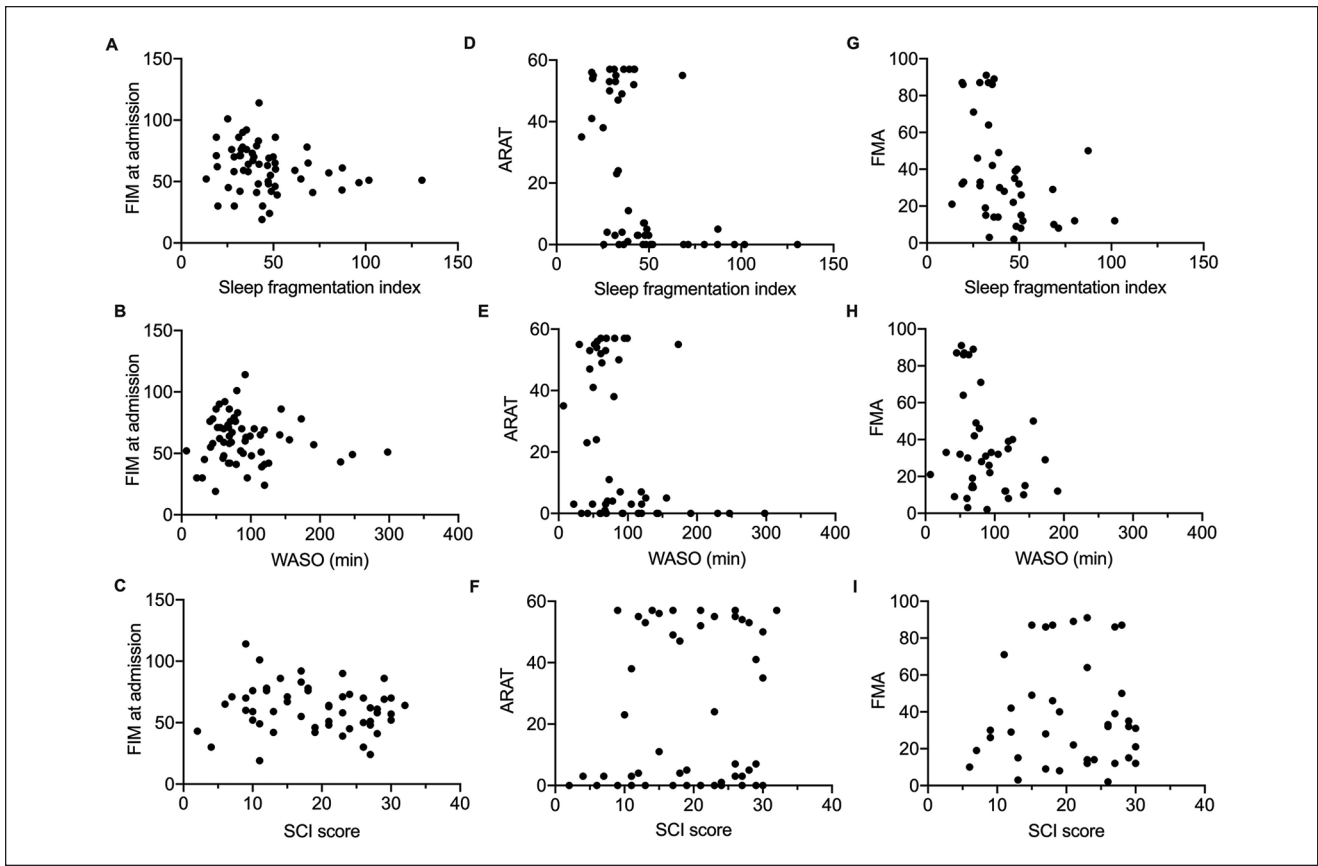 A
FIM at admission
150
100
50
0
0 50 100 150
Sleep fragmentation index
D
ARAT
60
40
20
0
0 50 100 150
Sleep fragmentation index
G
FMA
100
80
60
40
20
0
0 50 100 150
Sleep fragmentation index
B
FIM at admission
150
100
50
0
0 100 200 300 400
WASO (min)
E
ARAT
60
40
20
0
0 100 200 300 400
WASO (min)
H
FMA
100
80
60
40
20
0
0 100 200 300 400
WASO (min)
C
FIM at admission
150
100
50
0
0 10 20 30 40
SCI score
F
ARAT
60
40
20
0
0 10 20 30 40
SCI score
I
FMA
100
80
60
40
20
0
0 10 20 30 40
SCI score